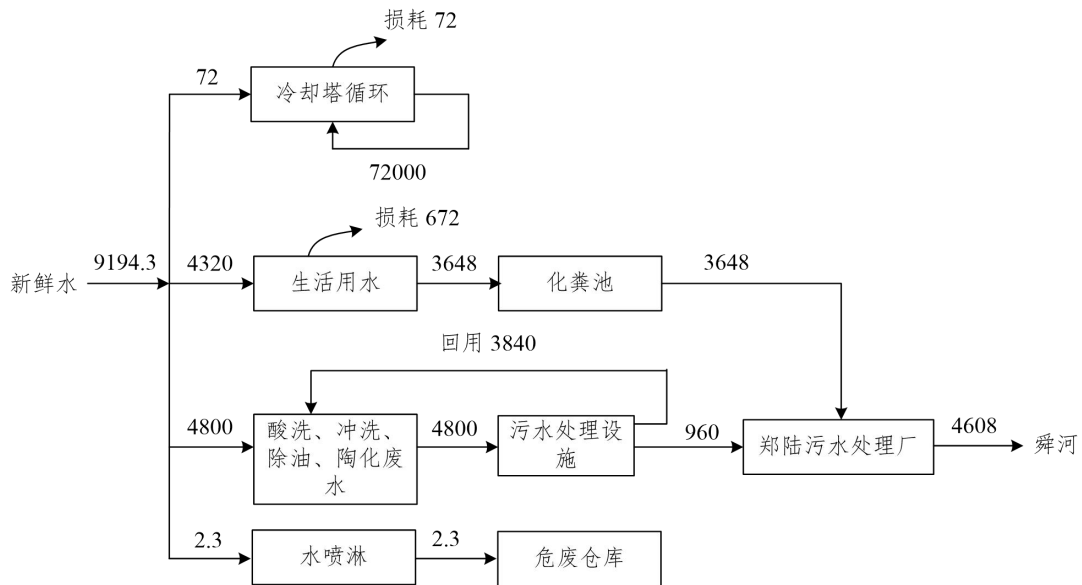 损耗 72
72
冷却塔循环
72000
损耗 672
新鲜水
9194.3
4320
生活用水
3648
化粪池
3648
回用 3840
4800
酸洗、冲洗、
除油、陶化废
水
4800
污水处理设
施
960
郑陆污水处理厂
4608
舜河
2.3
水喷淋
2.3
危废仓库